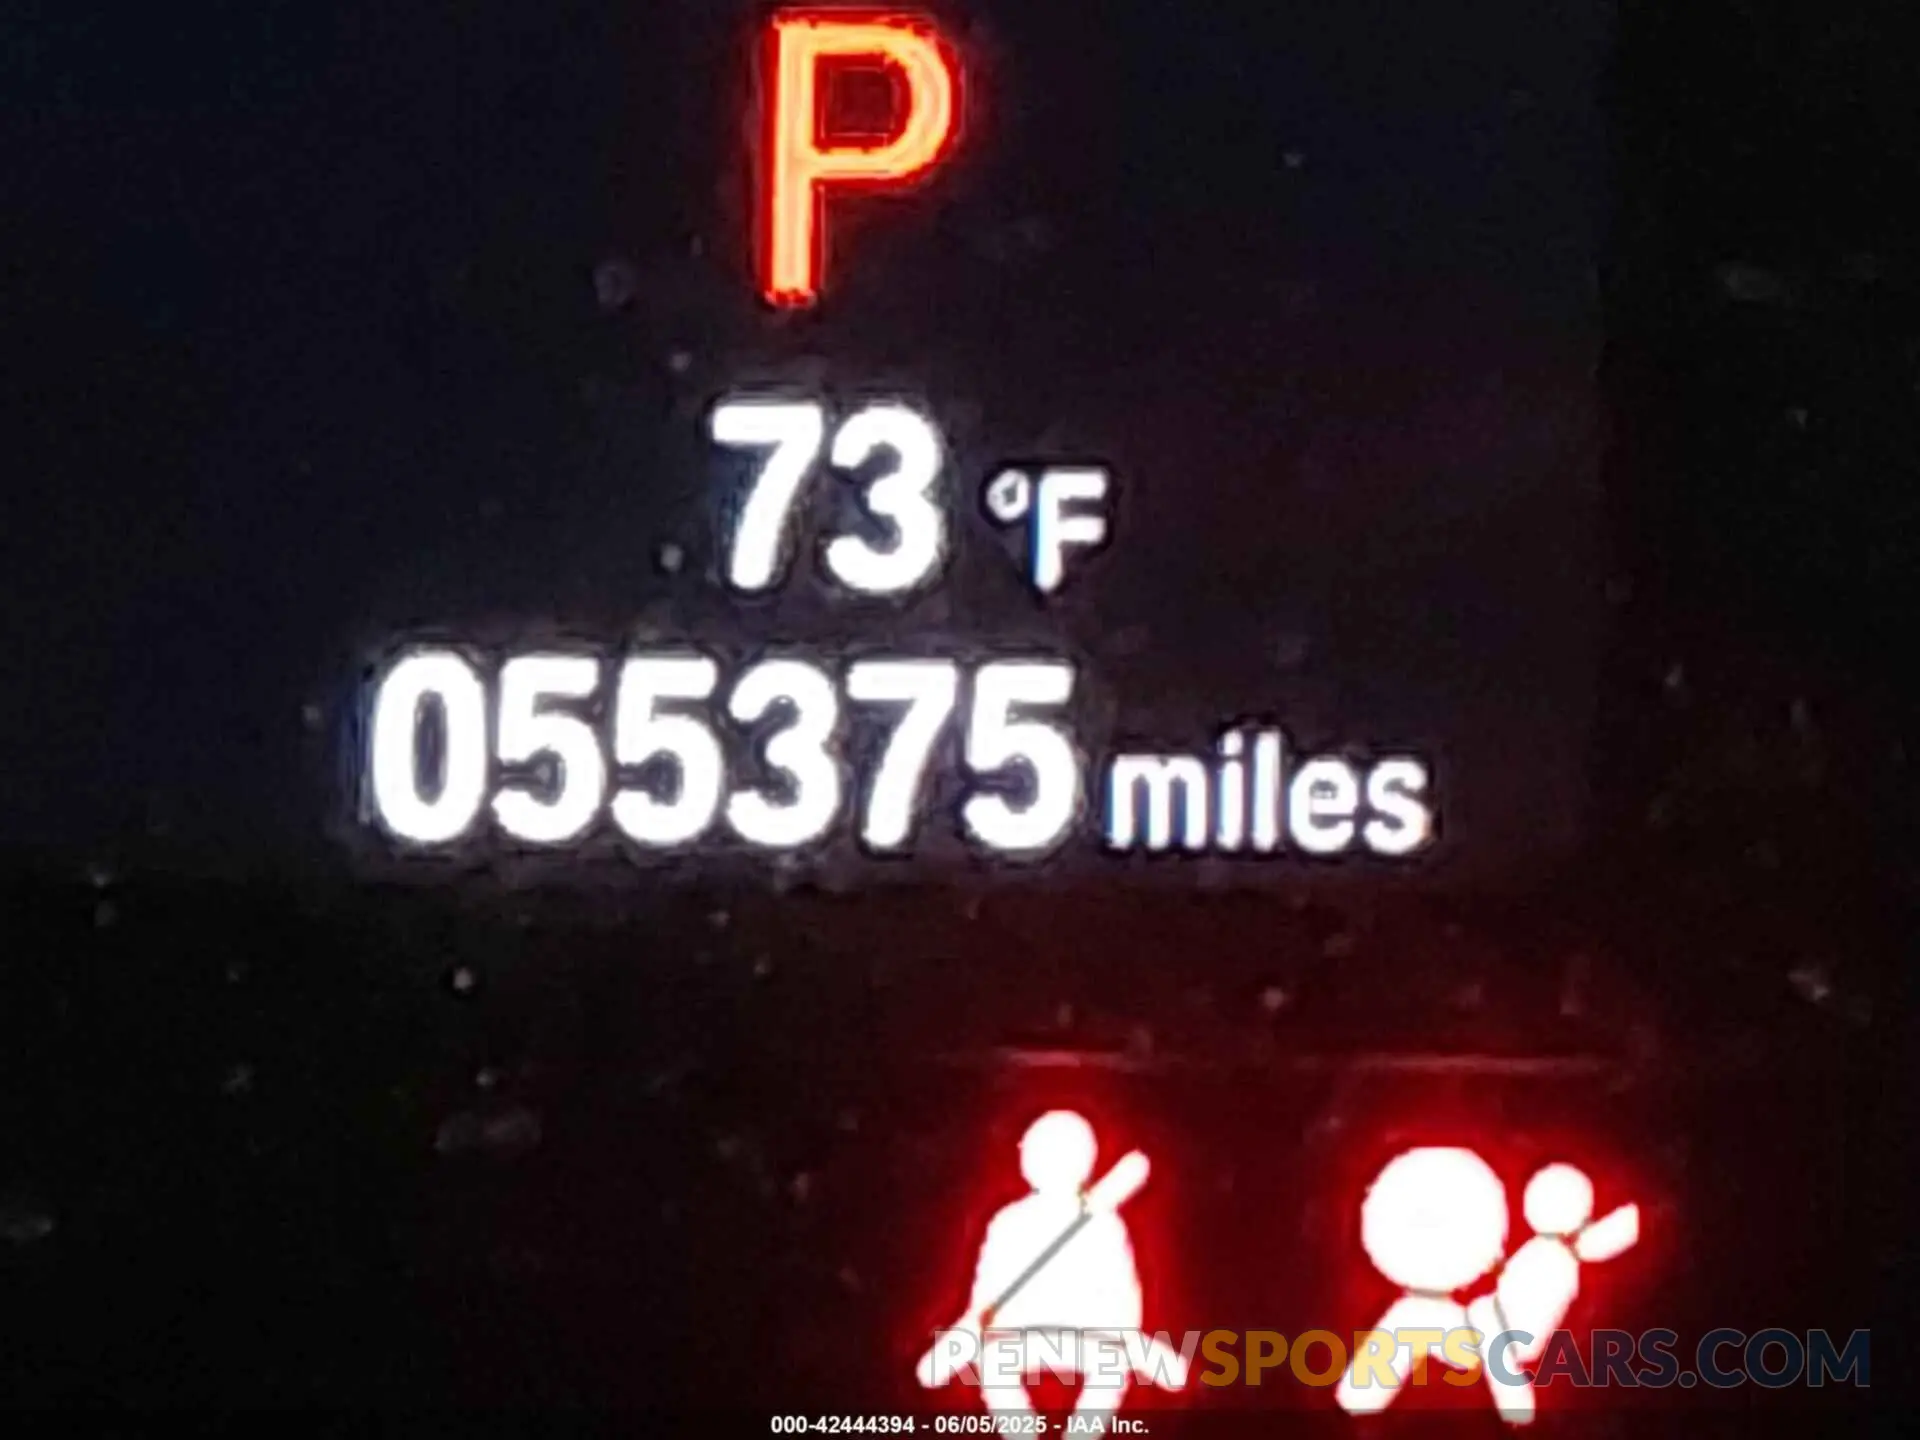 P
73 °F
055375 miles
RENEWSPORTSCARS.COM
000-42444394 - 06/05/2025 - IAA Inc.